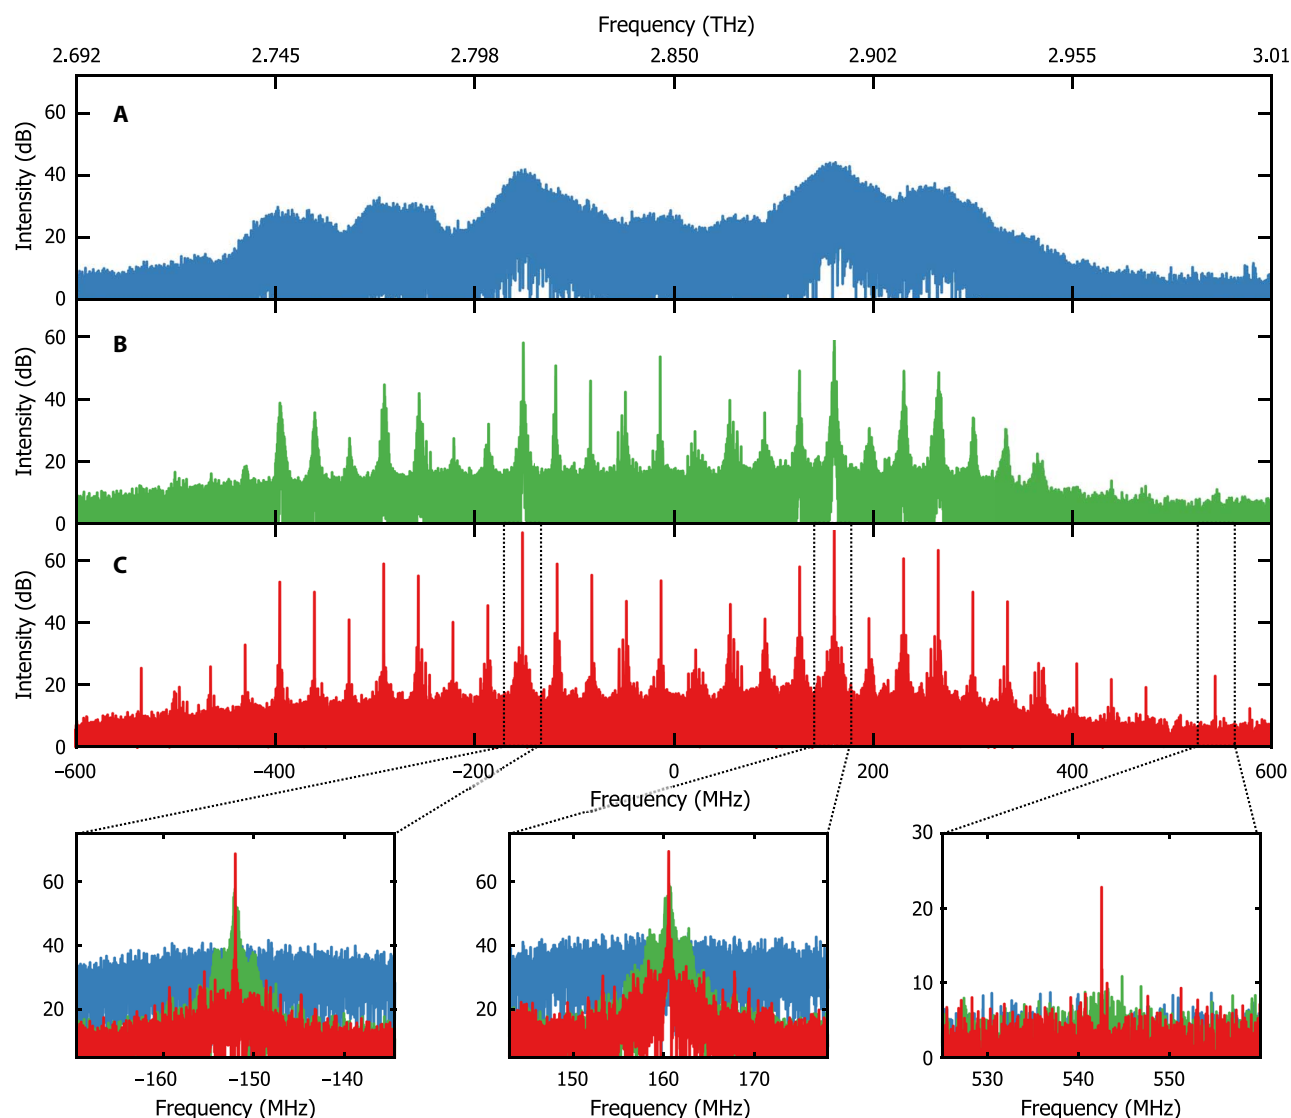 Frequency (THz)
2.692 2.745 2.798 2.850 2.902 2.955 3.01
A
Intensity (dB)
60
40
20
0
B
Intensity (dB)
60
40
20
0
C
Intensity (dB)
60
40
20
0
−600 −400 −200 0 200 400 600
Frequency (MHz)
60
40
20
−160 −150 −140
Frequency (MHz)
60
40
20
150 160 170
Frequency (MHz)
30
20
10
0
530 540 550
Frequency (MHz)